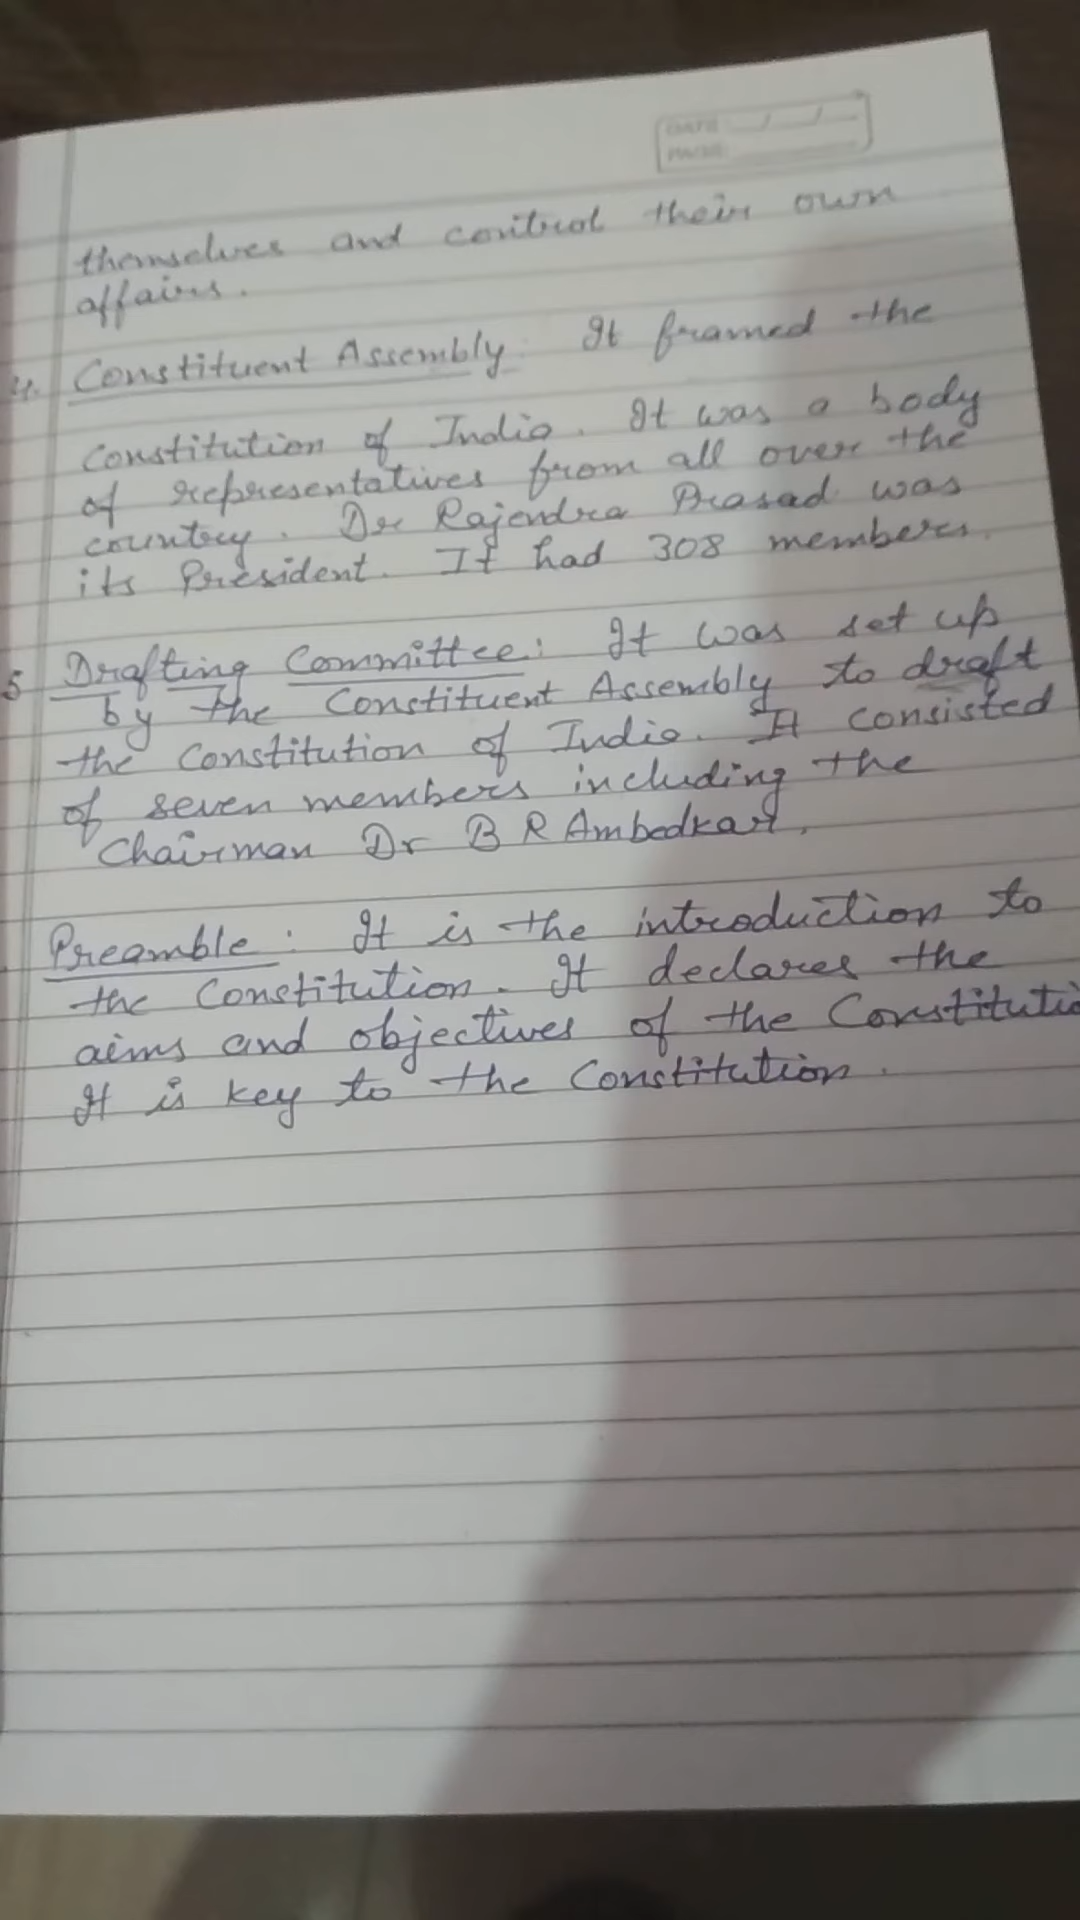 DATE / /
PAGE
themselves and control their own
affairs.
4. Constituent Assembly: It framed the
Constitution of India. It was a body
of representatives from all over the
country. Dr Rajendra Prasad was
its President. It had 308 members.
5 Drafting Committee: It was set up
by the Constituent Assembly to draft
the Constitution of India. It consisted
of seven members including the
Chairman Dr B R Ambedkar.
Preamble: It is the introduction to
the Constitution. It declares the
aims and objectives of the Constitutio
It is key to the Constitution.